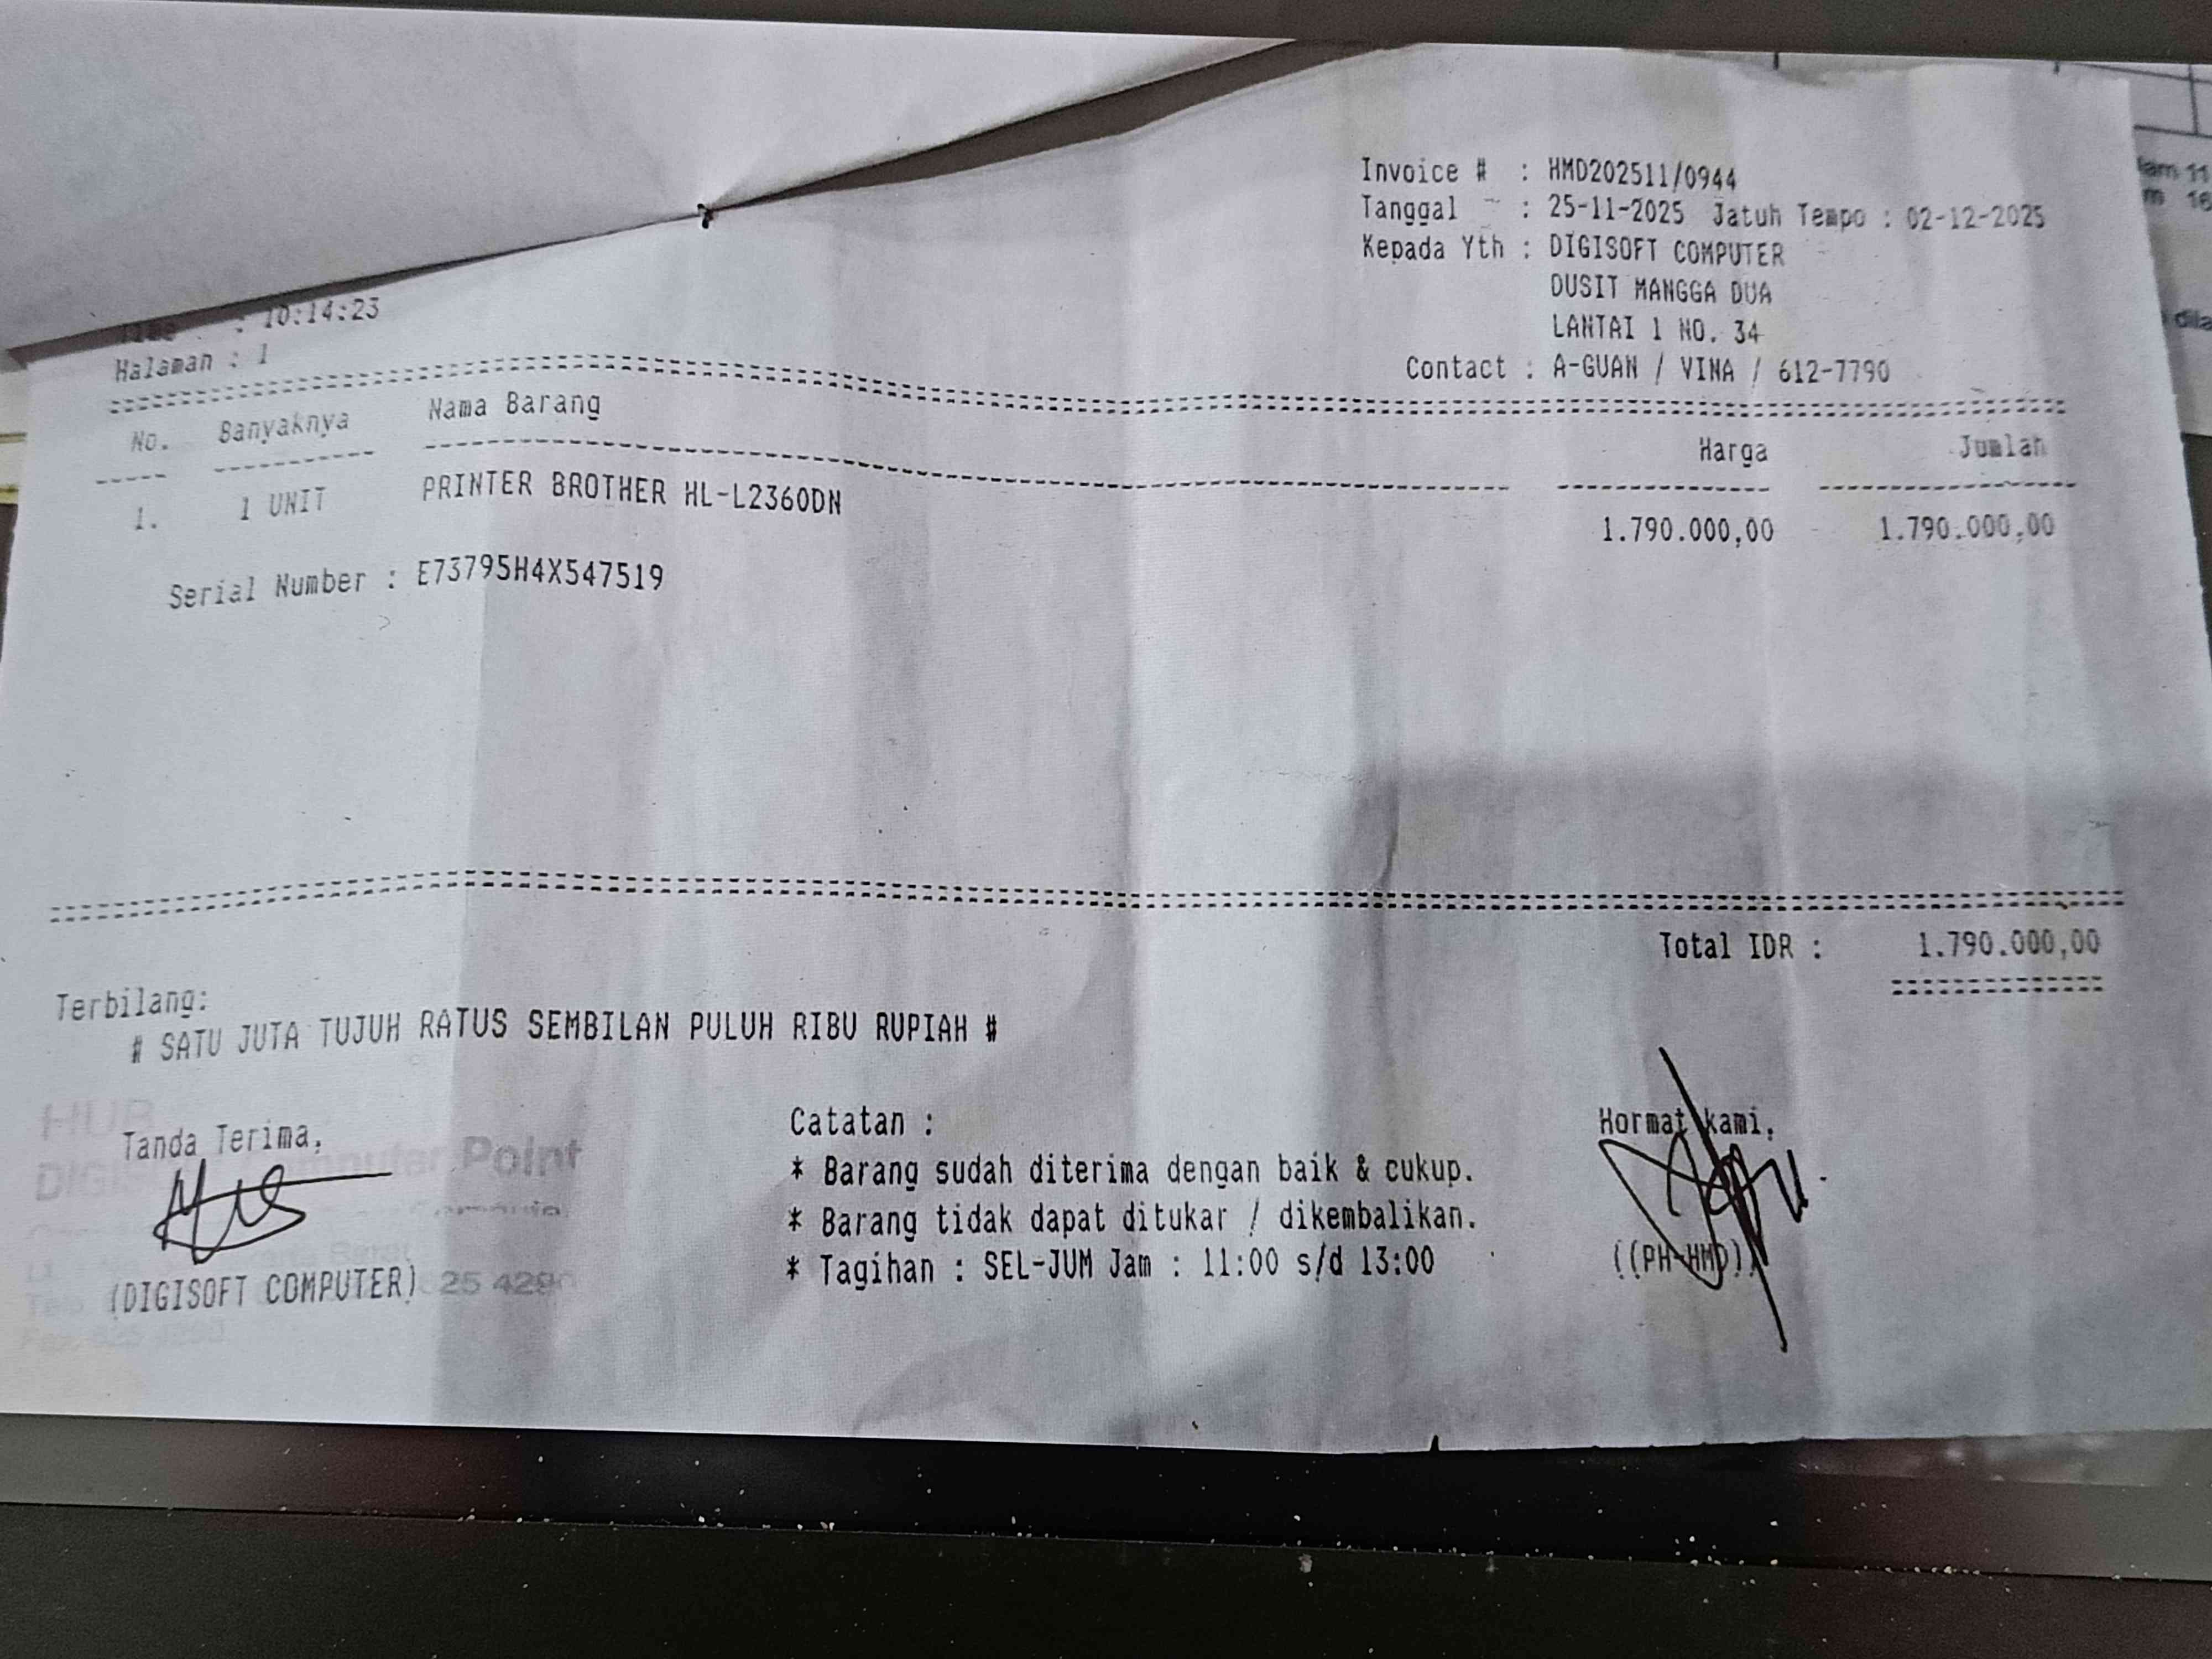 Invoice # : HMD202511/0944
Tanggal : 25-11-2025 Jatuh Tempo : 02-12-2025
Kepada Yth : DIGISOFT COMPUTER
DUSIT MANGGA DUA
LANTAI 1 NO. 34
Contact : A-GUAN / VINA / 612-7790
: 10:14:23
Halaman : 1
No. Banyaknya Nama Barang Harga Jumlah
1. 1 UNIT PRINTER BROTHER HL-L2360DN 1.790.000,00 1.790.000,00
Serial Number : E73795H4X547519
Total IDR : 1.790.000,00
Terbilang:
# SATU JUTA TUJUH RATUS SEMBILAN PULUH RIBU RUPIAH #
HUB
Tanda Terima,
Computer Point
(DIGISOFT COMPUTER)
Catatan :
* Barang sudah diterima dengan baik & cukup.
* Barang tidak dapat ditukar / dikembalikan.
* Tagihan : SEL-JUM Jam : 11:00 s/d 13:00
Hormat kami,
((PH-HMD))